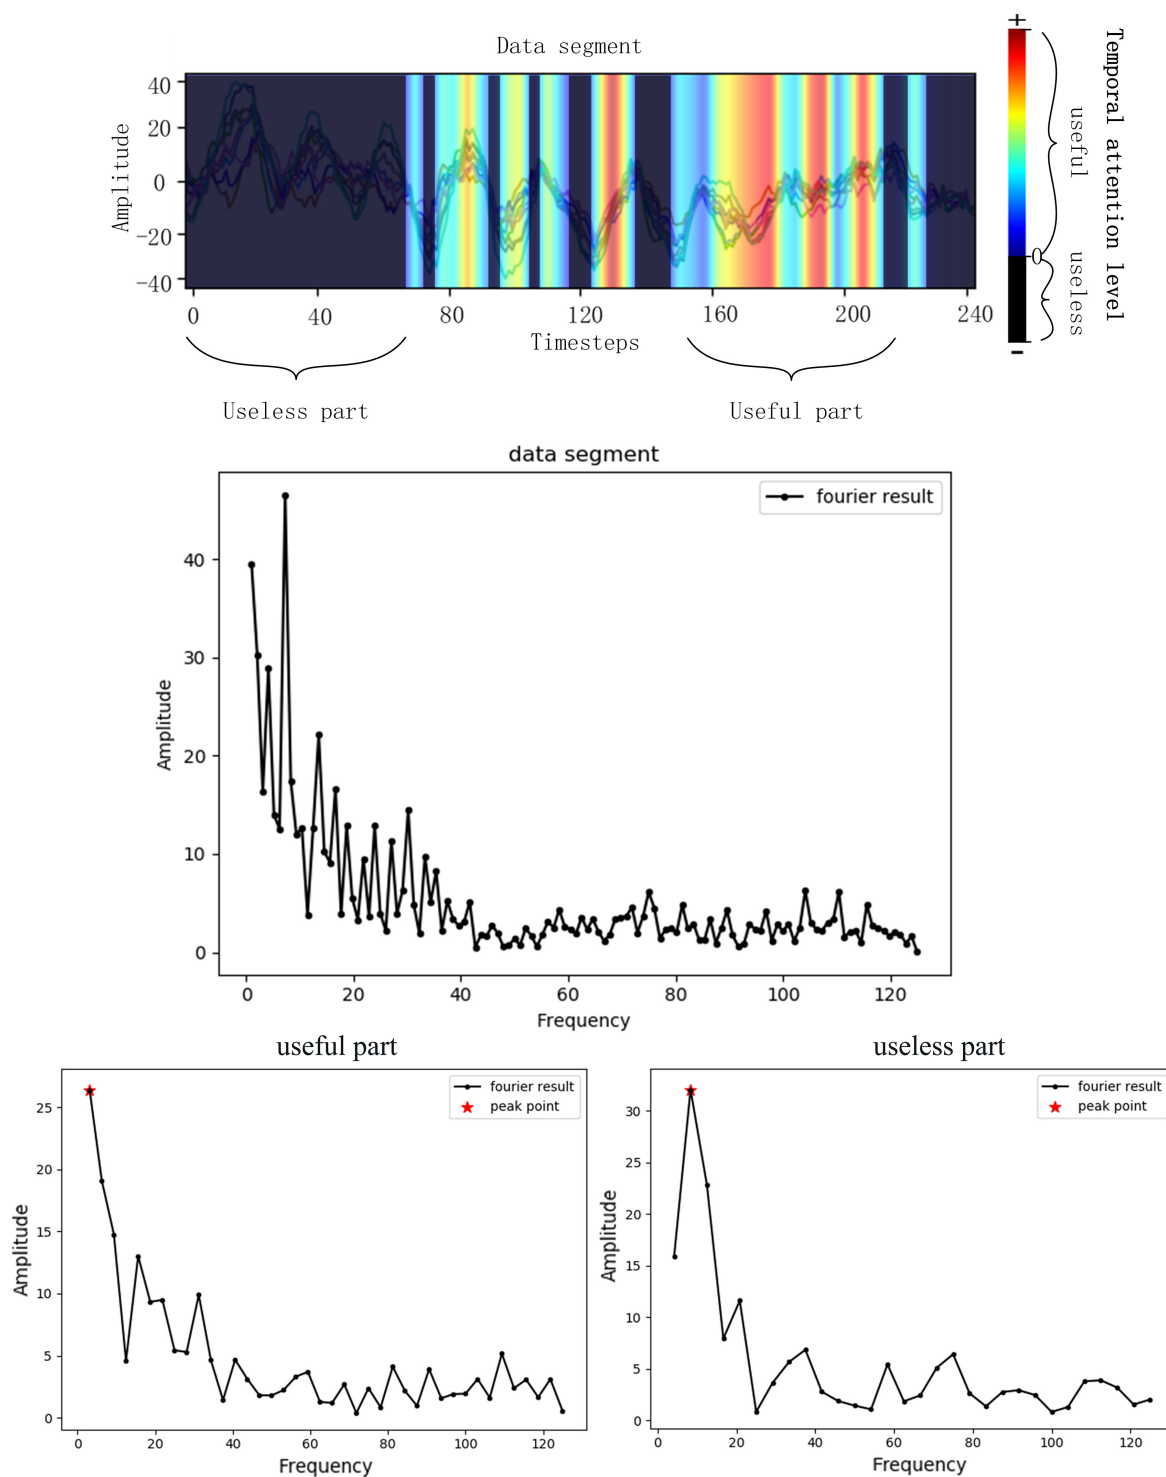 Data segment
40
20
0
−20
−40
Amplitude
0 40 80 120 160 200 240
Timesteps
Useless part
Useful part
+
0
−
useful
useless
Temporal attention level
data segment
fourier result
40
30
20
10
0
Amplitude
0 20 40 60 80 100 120
Frequency
useful part
fourier result
peak point
25
20
15
10
5
0
Amplitude
0 20 40 60 80 100 120
Frequency
useless part
fourier result
peak point
30
25
20
15
10
5
0
Amplitude
0 20 40 60 80 100 120
Frequency